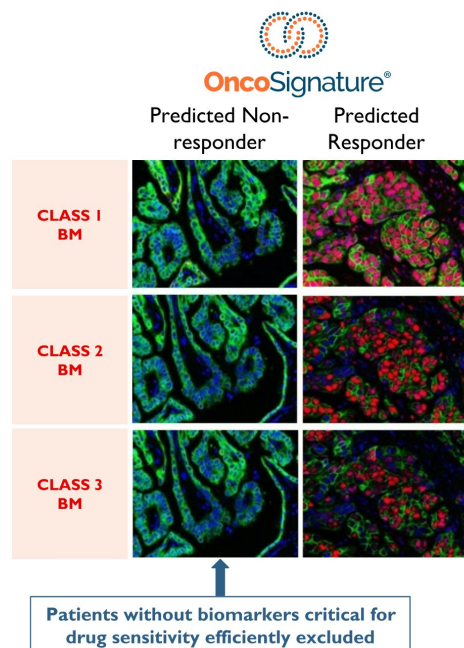 OncoSignature®
Predicted Non-
responder
Predicted
Responder
CLASS 1
BM
CLASS 2
BM
CLASS 3
BM
Patients without biomarkers critical for
drug sensitivity efficiently excluded